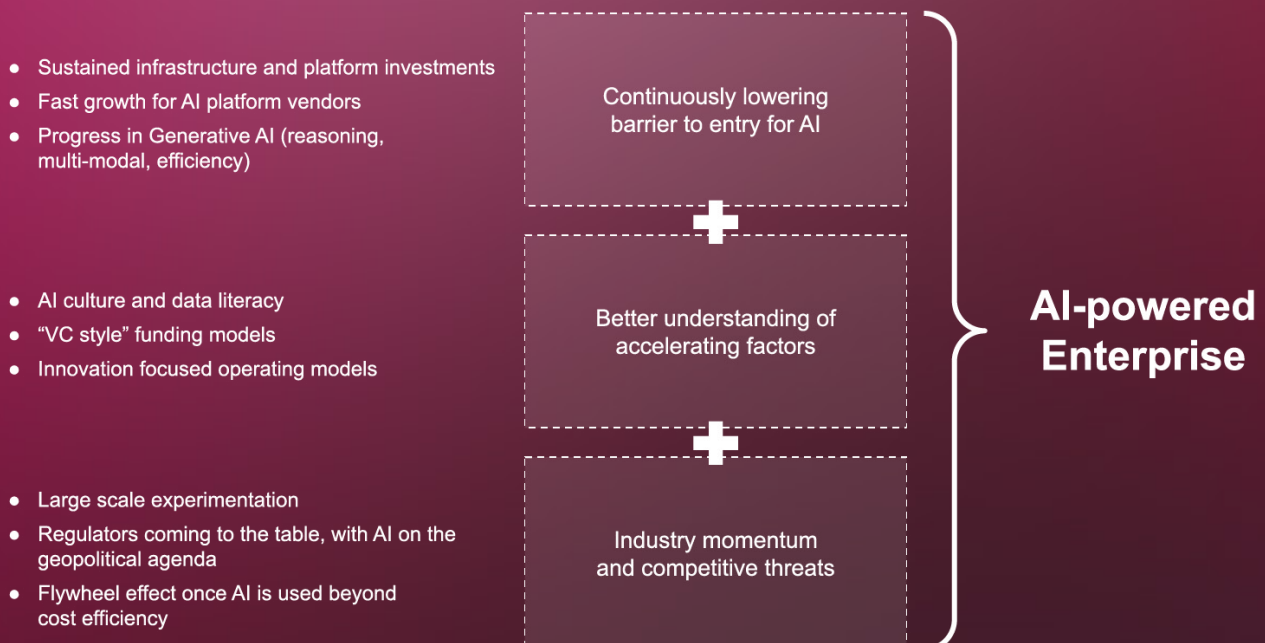 ● Sustained infrastructure and platform investments
● Fast growth for AI platform vendors
● Progress in Generative AI (reasoning,
multi-modal, efficiency)
Continuously lowering
barrier to entry for AI
● AI culture and data literacy
● “VC style” funding models
● Innovation focused operating models
Better understanding of
accelerating factors
● Large scale experimentation
● Regulators coming to the table, with AI on the
geopolitical agenda
● Flywheel effect once AI is used beyond
cost efficiency
Industry momentum
and competitive threats
AI-powered
Enterprise